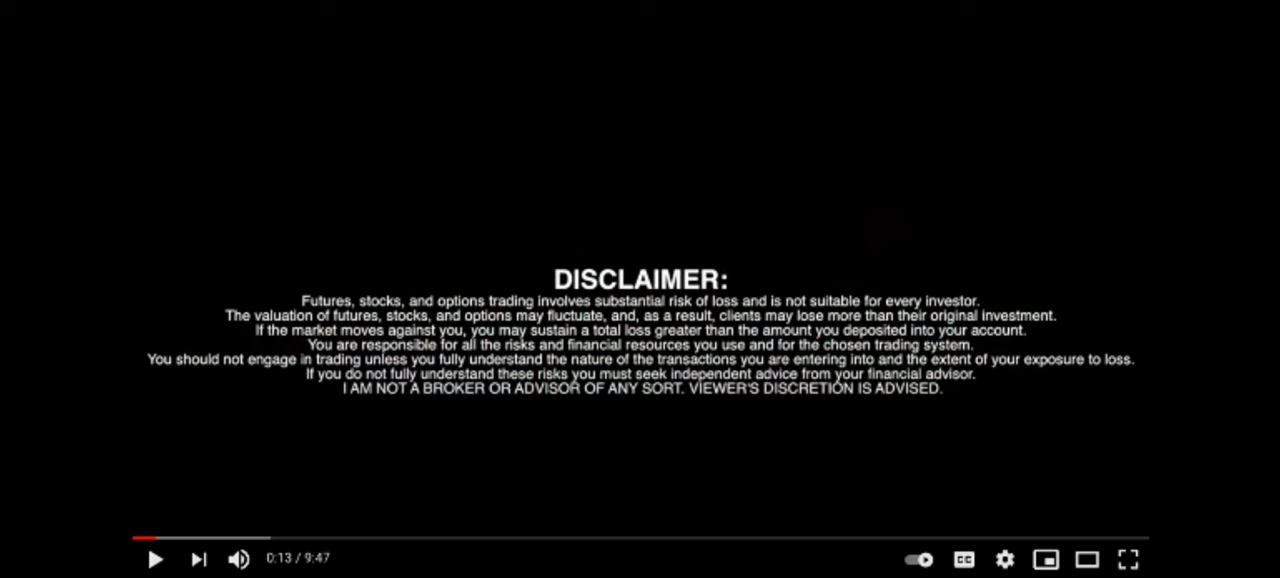 DISCLAIMER:
Futures, stocks, and options trading involves substantial risk of loss and is not suitable for every investor.
The valuation of futures, stocks, and options may fluctuate, and, as a result, clients may lose more than their original investment.
If the market moves against you, you may sustain a total loss greater than the amount you deposited into your account.
You are responsible for all the risks and financial resources you use and for the chosen trading system.
You should not engage in trading unless you fully understand the nature of the transactions you are entering into and the extent of your exposure to loss.
If you do not fully understand these risks you must seek independent advice from your financial advisor.
I AM NOT A BROKER OR ADVISOR OF ANY SORT. VIEWER'S DISCRETION IS ADVISED.
0:13 / 9:47
CC